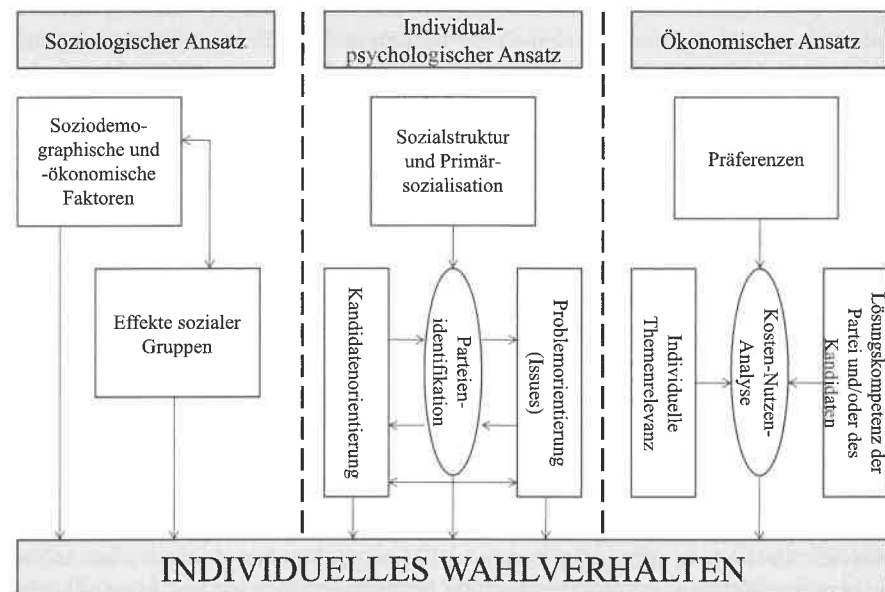 Soziologischer Ansatz
Individual-
psychologischer Ansatz
Ökonomischer Ansatz
Soziodemo-
graphische und
-ökonomische
Faktoren
Effekte sozialer
Gruppen
Sozialstruktur
und Primär-
sozialisation
Kandidatenorientierung
Parteien-
identifikation
Problemorientierung
(Issues)
Präferenzen
Individuelle
Themenrelevanz
Kosten-Nutzen-
Analyse
Lösungskompetenz der
Partei und/oder des
Kandidaten
INDIVIDUELLES WAHLVERHALTEN